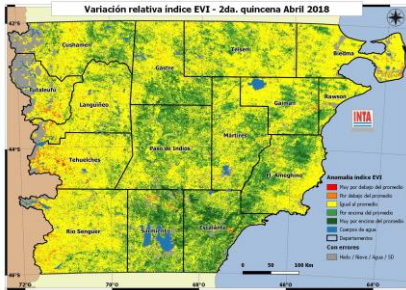 Variación relativa índice EVI - 2da. quincena Abril 2018
42°S
Cushamen
Gastre
Telsen
Biedma
Futaleufú
Languiñeo
Gaiman
Rawson
INTA
44°S
Paso de Indios
Mártires
Tehuelches
F. Ameghino
Anomalía índice EVI
Muy por debajo del promedio
Por debajo del promedio
Igual al promedio
Por encima del promedio
Muy por encima del promedio
Cuerpos de agua
Departamentos
Con errores
Hielo / Nieve / Agua / SD
Río Senguer
Sarmiento
Escalante
46°S
0 50 100 Km
72°O 70°O 68°O 66°O 64°O